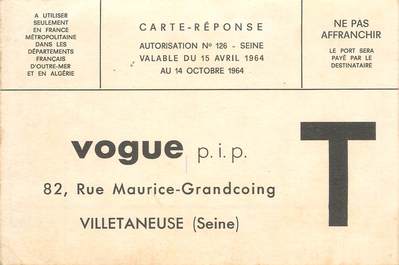 A UTILISER
SEULEMENT
EN FRANCE
MÉTROPOLITAINE
DANS LES
DÉPARTEMENTS
FRANÇAIS
D'OUTRE-MER
ET EN ALGÉRIE
CARTE-RÉPONSE
AUTORISATION Nº 126 - SEINE
VALABLE DU 15 AVRIL 1964
AU 14 OCTOBRE 1964
NE PAS
AFFRANCHIR
LE PORT SERA
PAYÉ PAR LE
DESTINATAIRE
vogue p.i.p.
82, Rue Maurice-Grandcoing
VILLETANEUSE (Seine)
T